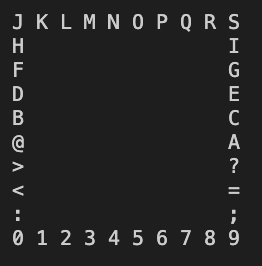 J K L M N O P Q R S
H                 I
F                 G
D                 E
B                 C
@                 A
>                 ?
<                 =
:                 ;
0 1 2 3 4 5 6 7 8 9